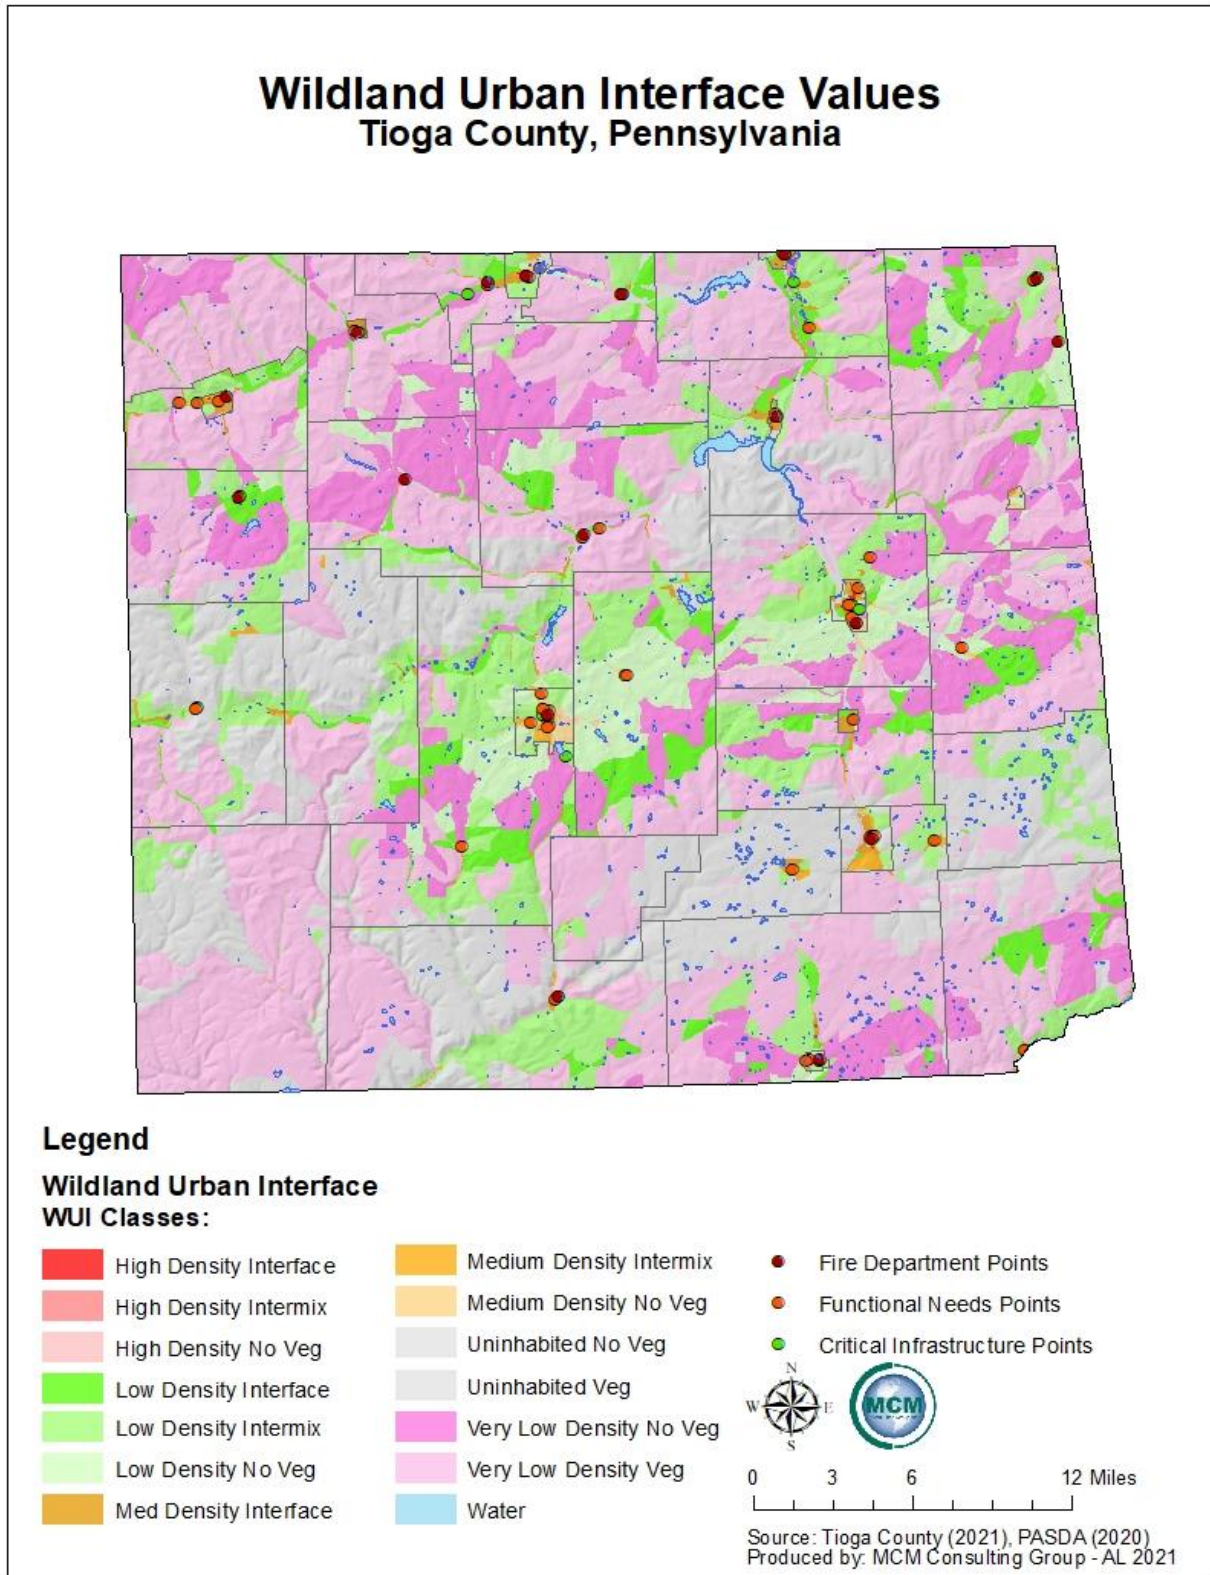 Wildland Urban Interface Values
Tioga County, Pennsylvania
Legend
Wildland Urban Interface
WUI Classes:
High Density Interface
High Density Intermix
High Density No Veg
Low Density Interface
Low Density Intermix
Low Density No Veg
Med Density Interface
Medium Density Intermix
Medium Density No Veg
Uninhabited No Veg
Uninhabited Veg
Very Low Density No Veg
Very Low Density Veg
Water
Fire Department Points
Functional Needs Points
Critical Infrastructure Points
N
W E
S
MCM
0 3 6 12 Miles
Source: Tioga County (2021), PASDA (2020)
Produced by: MCM Consulting Group - AL 2021